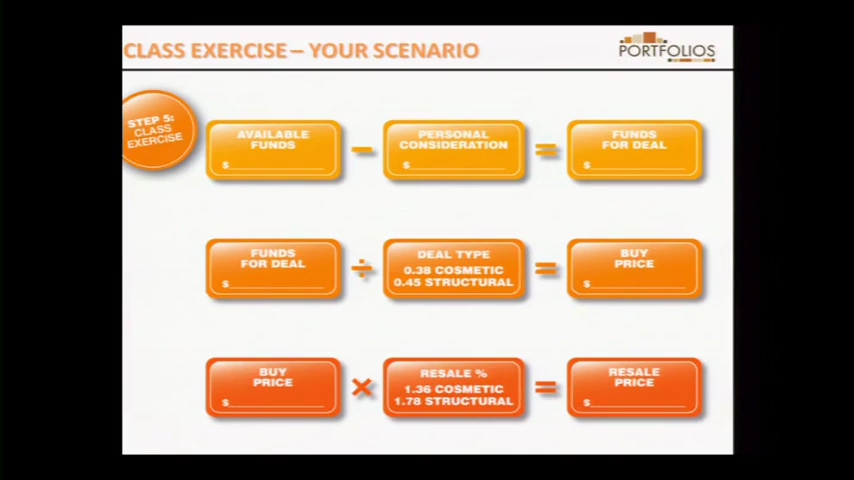 CLASS EXERCISE – YOUR SCENARIO
PORTFOLIOS
STEP 5:
CLASS
EXERCISE
AVAILABLE
FUNDS
$
–
PERSONAL
CONSIDERATION
$
=
FUNDS
FOR DEAL
$
FUNDS
FOR DEAL
$
÷
DEAL TYPE
0.38 COSMETIC
0.45 STRUCTURAL
=
BUY
PRICE
$
BUY
PRICE
$
×
RESALE %
1.36 COSMETIC
1.78 STRUCTURAL
=
RESALE
PRICE
$